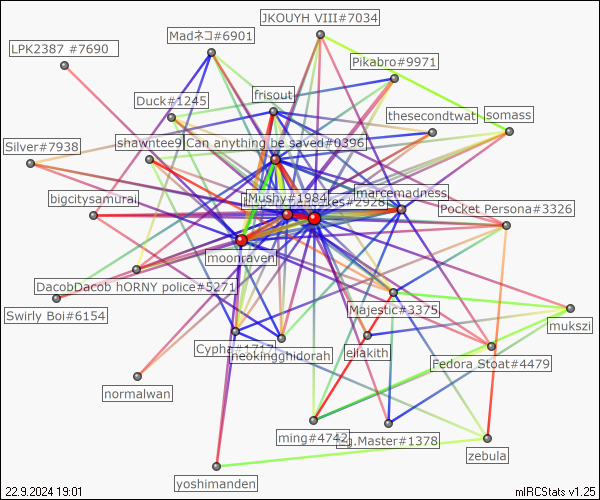 JKOUYH VIII#7034
Madネコ#6901
LPK2387 #7690
Pikabro#9971
frisout
Duck#1245
thesecondtwat
somass
shawntee9
Can anything be saved#0396
Silver#7938
marcemadness
bigcitysamurai
Mushy#1984
kes#2928
Pocket Persona#3326
moonraven
DacobDacob hORNY police#5271
Majestic#3375
Swirly Boi#6154
mukszi
Cypha#1717
neokingghidorah
eliakith
Fedora Stoat#4479
normalwan
ming#4742
g.Master#1378
zebula
yoshimanden
22.9.2024 19:01
mIRCStats v1.25